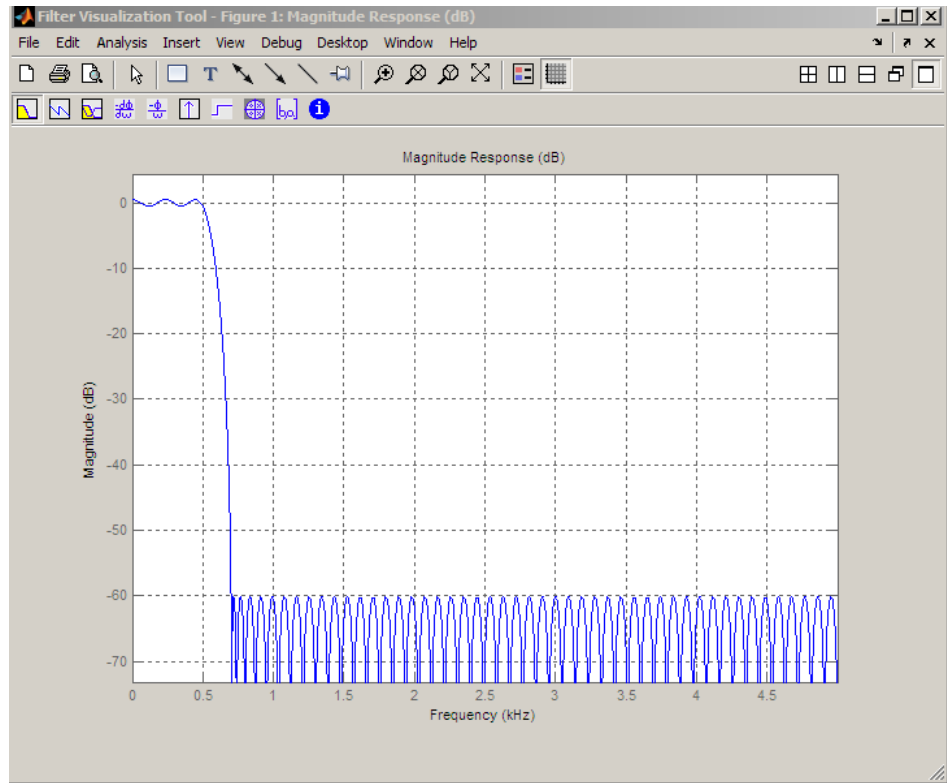 Filter Visualization Tool - Figure 1: Magnitude Response (dB)
File Edit Analysis Insert View Debug Desktop Window Help
Magnitude Response (dB)
0
-10
-20
-30
-40
-50
-60
-70
Magnitude (dB)
0 0.5 1 1.5 2 2.5 3 3.5 4 4.5
Frequency (kHz)